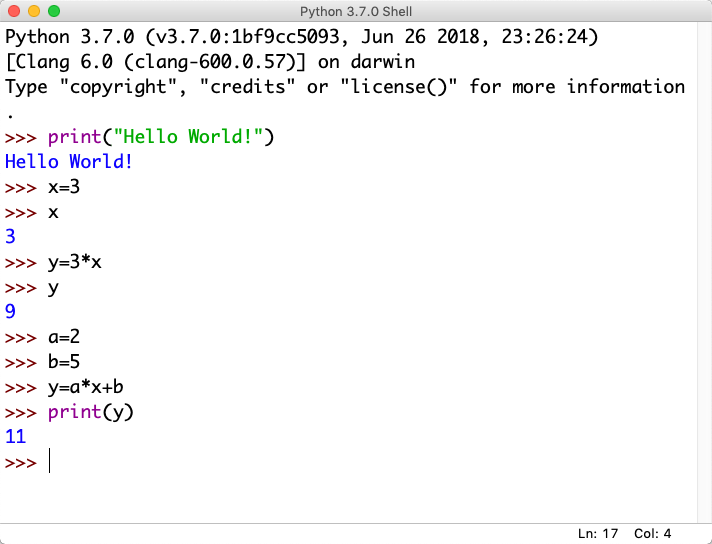 Python 3.7.0 Shell
Python 3.7.0 (v3.7.0:1bf9cc5093, Jun 26 2018, 23:26:24)
[Clang 6.0 (clang-600.0.57)] on darwin
Type "copyright", "credits" or "license()" for more information
.
>>> print("Hello World!")
Hello World!
>>> x=3
>>> x
3
>>> y=3*x
>>> y
9
>>> a=2
>>> b=5
>>> y=a*x+b
>>> print(y)
11
>>>
Ln: 17 Col: 4